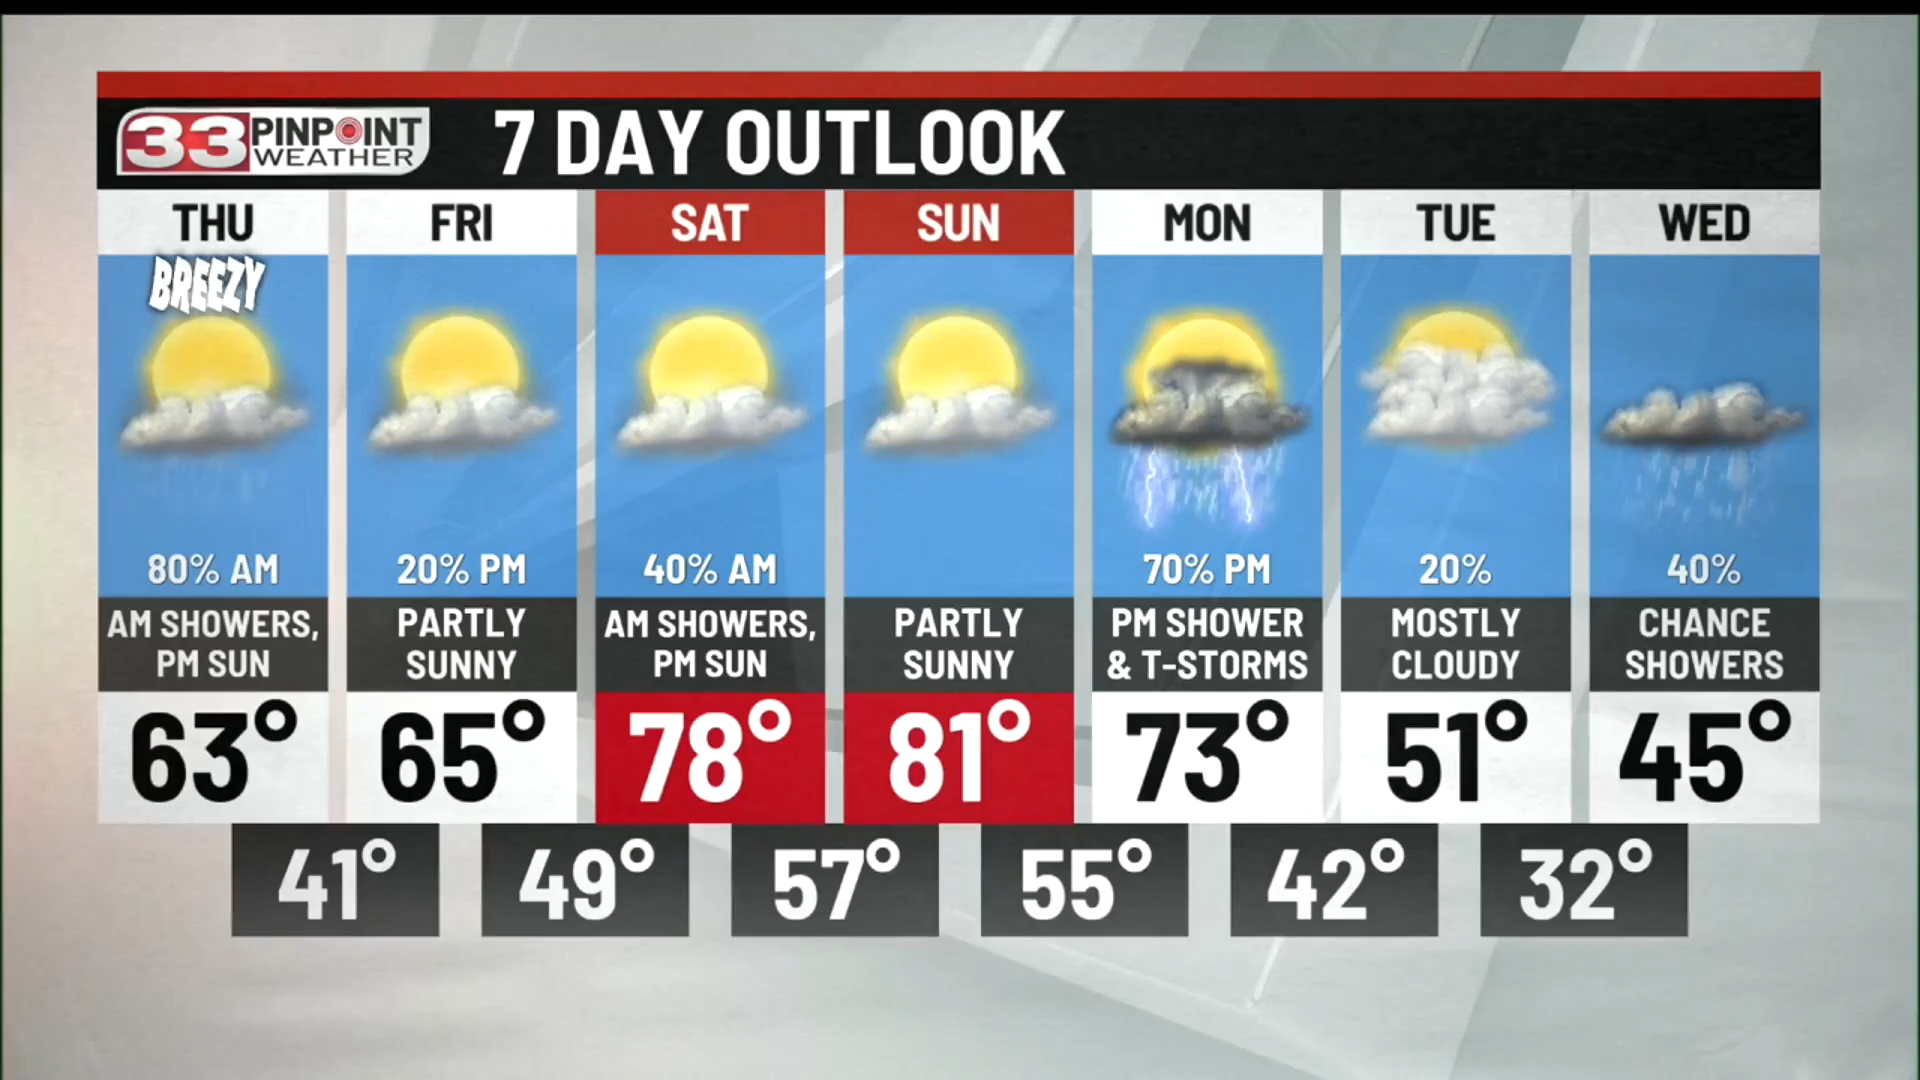 33 PINPOINT WEATHER
7 DAY OUTLOOK
THU FRI SAT SUN MON TUE WED
BREEZY
80% AM 20% PM 40% AM 70% PM 20% 40%
AM SHOWERS, PM SUN
PARTLY SUNNY
AM SHOWERS, PM SUN
PARTLY SUNNY
PM SHOWER & T-STORMS
MOSTLY CLOUDY
CHANCE SHOWERS
63° 65° 78° 81° 73° 51° 45°
41° 49° 57° 55° 42° 32°